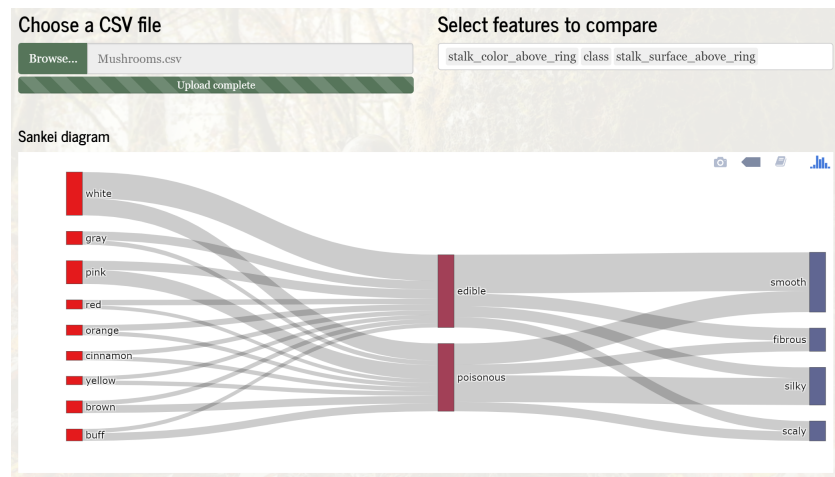 Choose a CSV file
Select features to compare
Browse... Mushrooms.csv
stalk_color_above_ring class stalk_surface_above_ring
Upload complete
Sankei diagram
white
gray
pink
red
orange
cinnamon
yellow
brown
buff
edible
poisonous
smooth
fibrous
silky
scaly